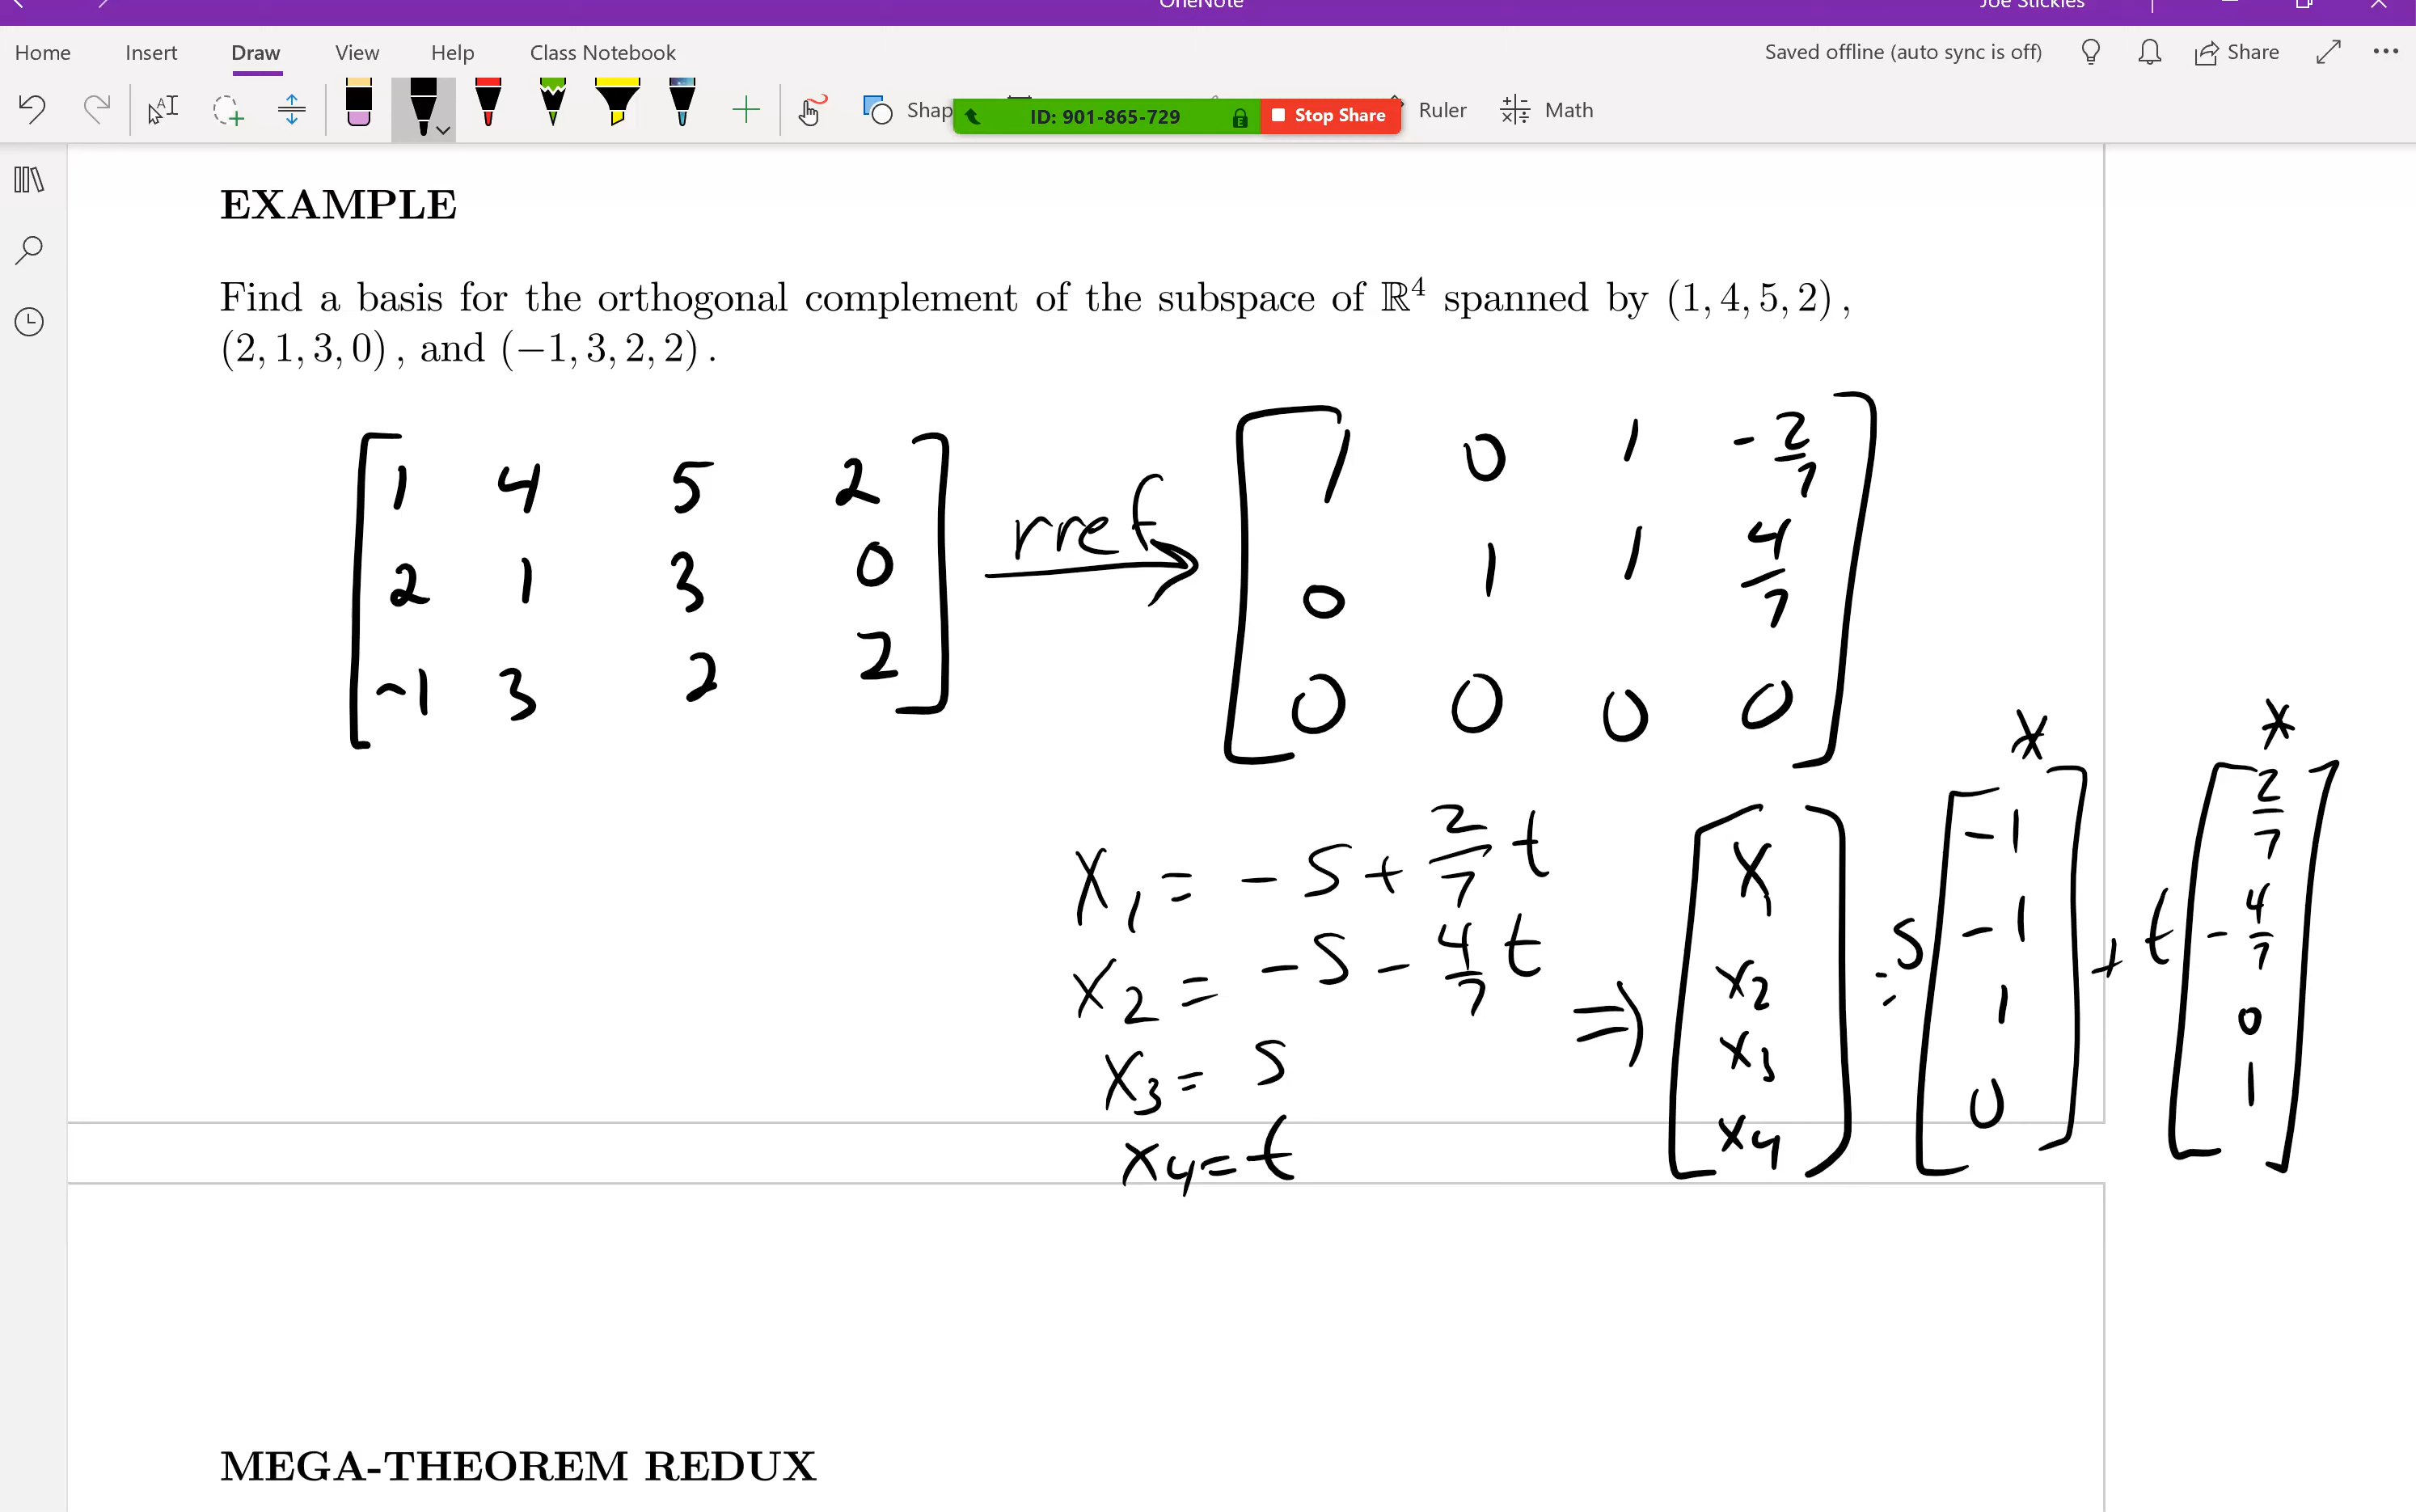 OneNote
Joe Stickles
Home Insert Draw View Help Class Notebook
Saved offline (auto sync is off) Share
Shap ID: 901-865-729 Stop Share Ruler Math
EXAMPLE
Find a basis for the orthogonal complement of the subspace of ℝ⁴ spanned by (1, 4, 5, 2),
(2, 1, 3, 0), and (−1, 3, 2, 2).
[1 4 5 2
2 1 3 0
-1 3 2 2]
rref →
[1 0 1 -2/7
0 1 1 4/7
0 0 0 0]
x₁ = -s + 2/7 t
x₂ = -s - 4/7 t
x₃ = s
x₄ = t
⇒ [x₁ x₂ x₃ x₄] = s [-1 -1 1 0] * + t [2/7 -4/7 0 1] *
MEGA-THEOREM REDUX